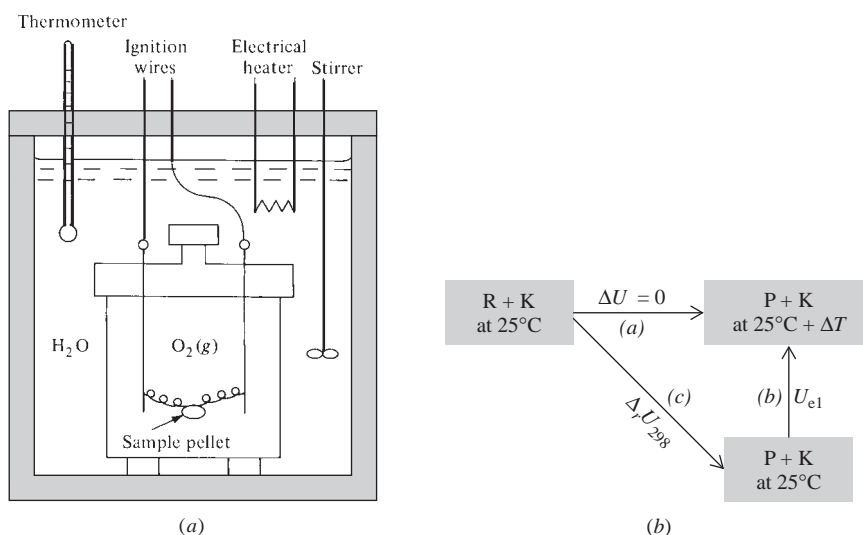 Thermometer
Ignition
wires
Electrical
heater
Stirrer
H₂O
O₂(g)
Sample pellet
(a)
R + K
at 25°C
ΔU = 0
(a)
P + K
at 25°C + ΔT
(c)
ΔᵣU₂₉₈
(b) Uₑ₁
P + K
at 25°C
(b)